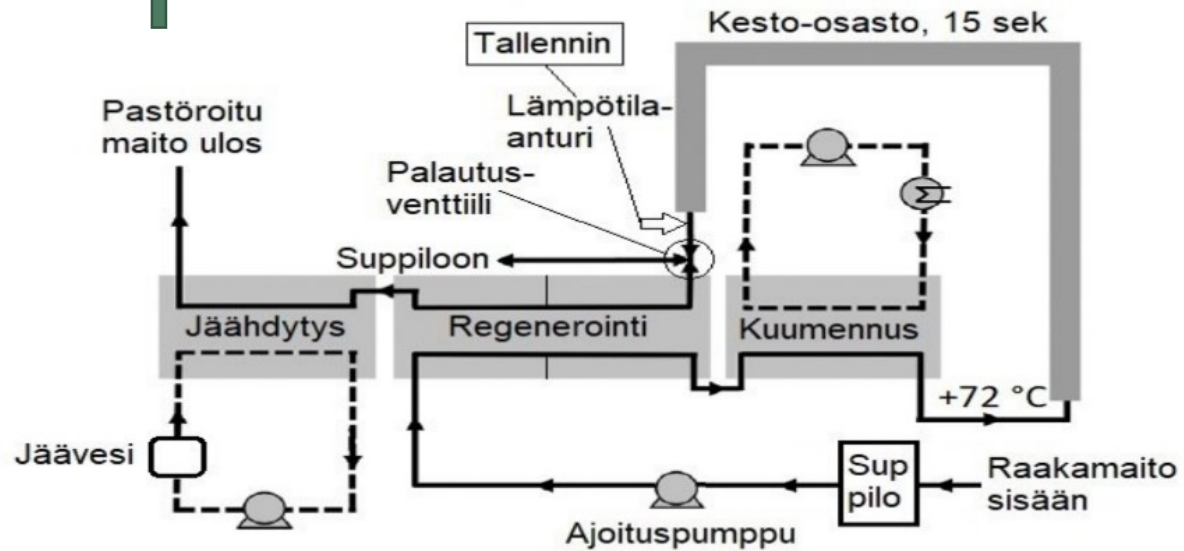 Kesto-osasto, 15 sek
Tallennin
Lämpötila-
anturi
Pastöroitu
maito ulos
Palautus-
venttiili
Suppiloon
Jäähdytys
Regenerointi
Kuumennus
+72 °C
Jäävesi
Sup
pilo
Raakamaito
sisään
Ajoituspumppu